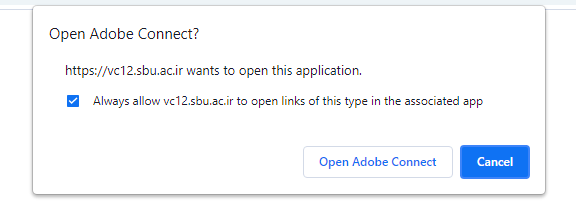 Open Adobe Connect?
https://vc12.sbu.ac.ir wants to open this application.
Always allow vc12.sbu.ac.ir to open links of this type in the associated app
Open Adobe Connect
Cancel